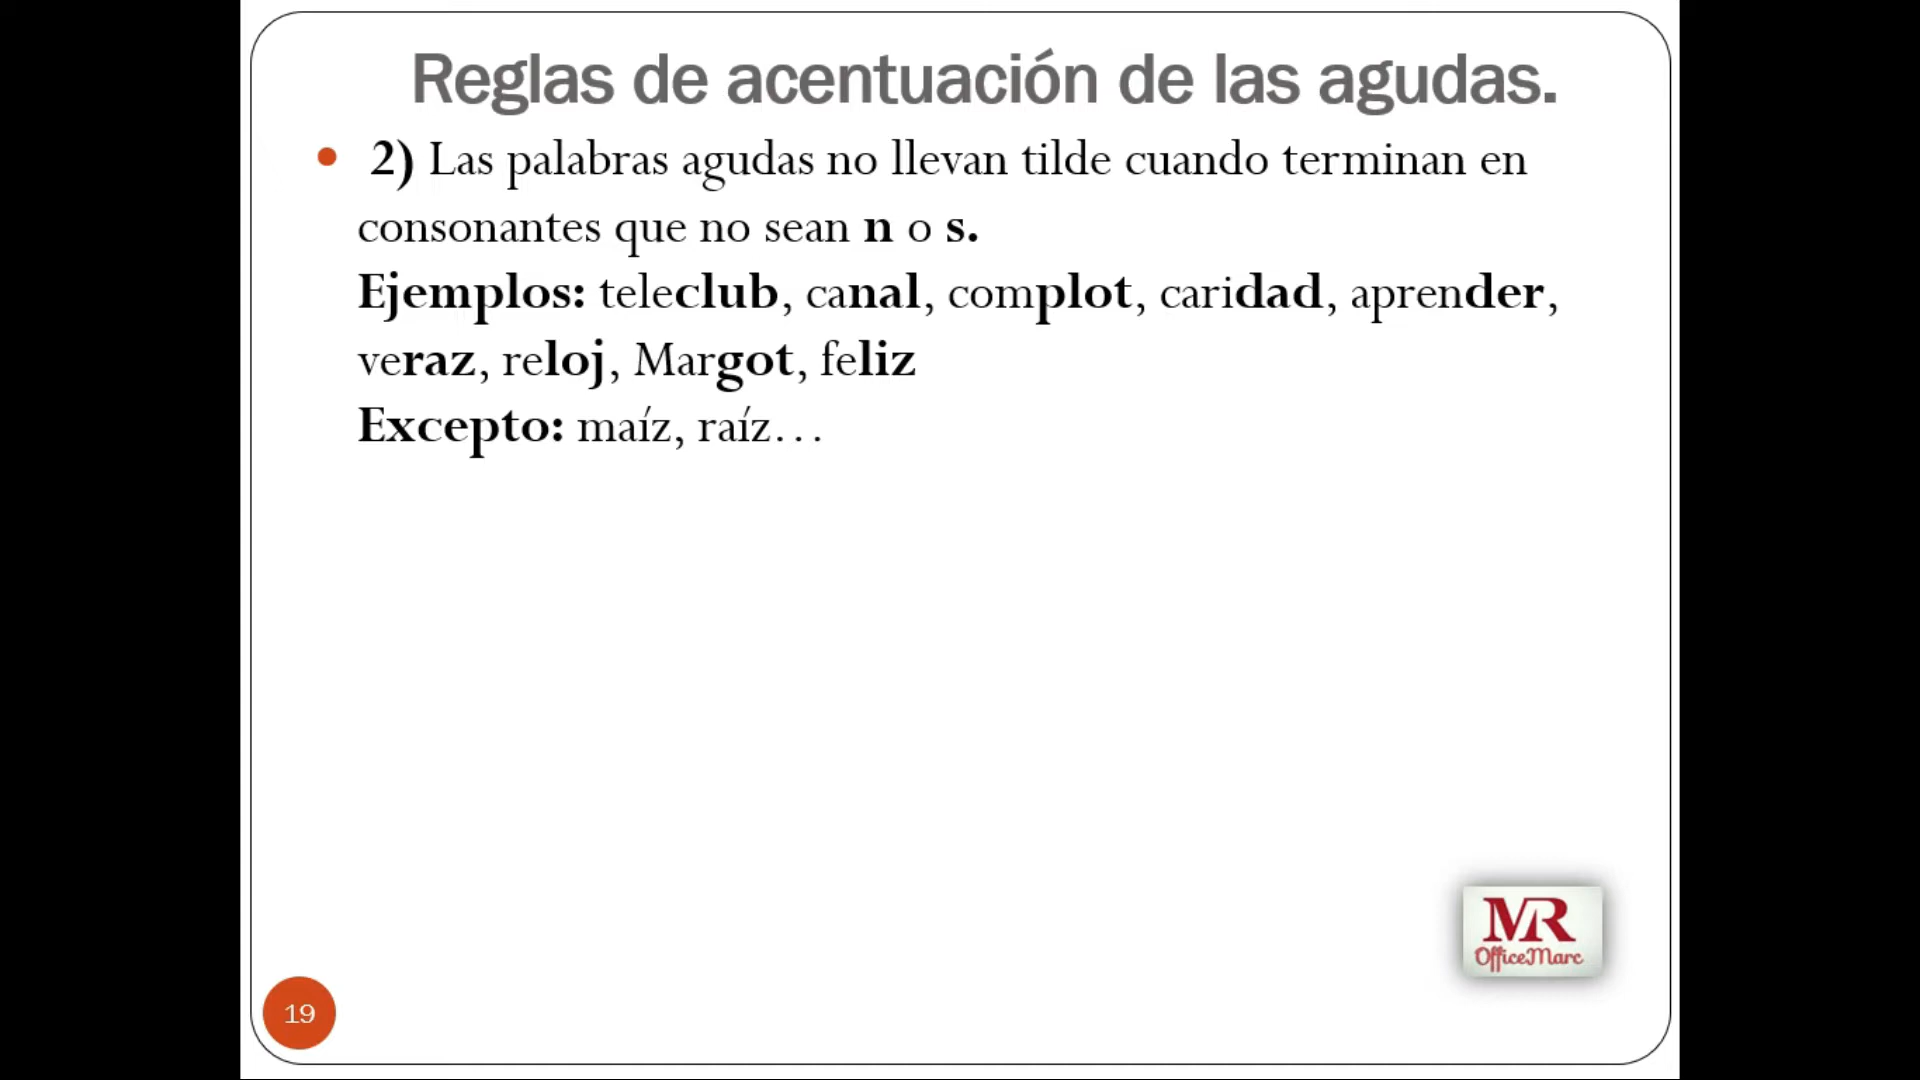 Reglas de acentuación de las agudas.
2) Las palabras agudas no llevan tilde cuando terminan en
consonantes que no sean n o s.
Ejemplos: teleclub, canal, complot, caridad, aprender,
veraz, reloj, Margot, feliz
Excepto: maíz, raíz…
MR
OfficeMarc
19